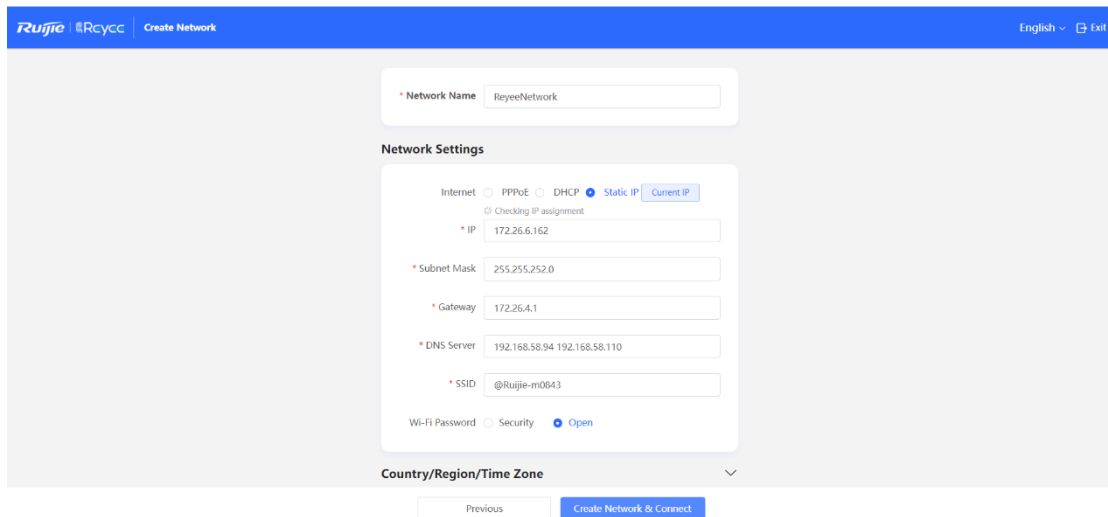 Ruijie Rcycc Create Network English Exit
* Network Name ReyeeNetwork
Network Settings
Internet PPPoE DHCP Static IP Current IP
Checking IP assignment
* IP 172.26.6.162
* Subnet Mask 255.255.252.0
* Gateway 172.26.4.1
* DNS Server 192.168.58.94 192.168.58.110
* SSID @Ruijie-m0843
Wi-Fi Password Security Open
Country/Region/Time Zone
Previous Create Network & Connect